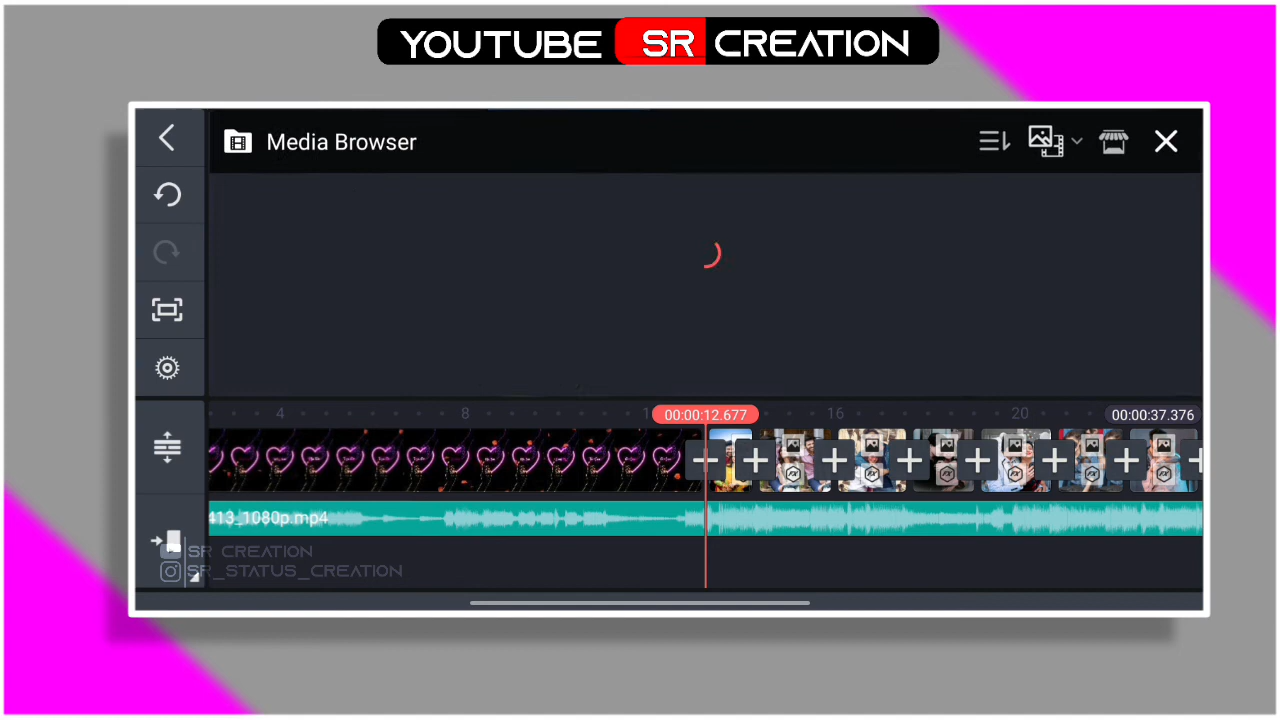 YOUTUBE SR CREATION
Media Browser
4 8 1 00:00:12.677 16 20 00:00:37.376
413_1080p.mp4
SR CREATION
SR_STATUS_CREATION